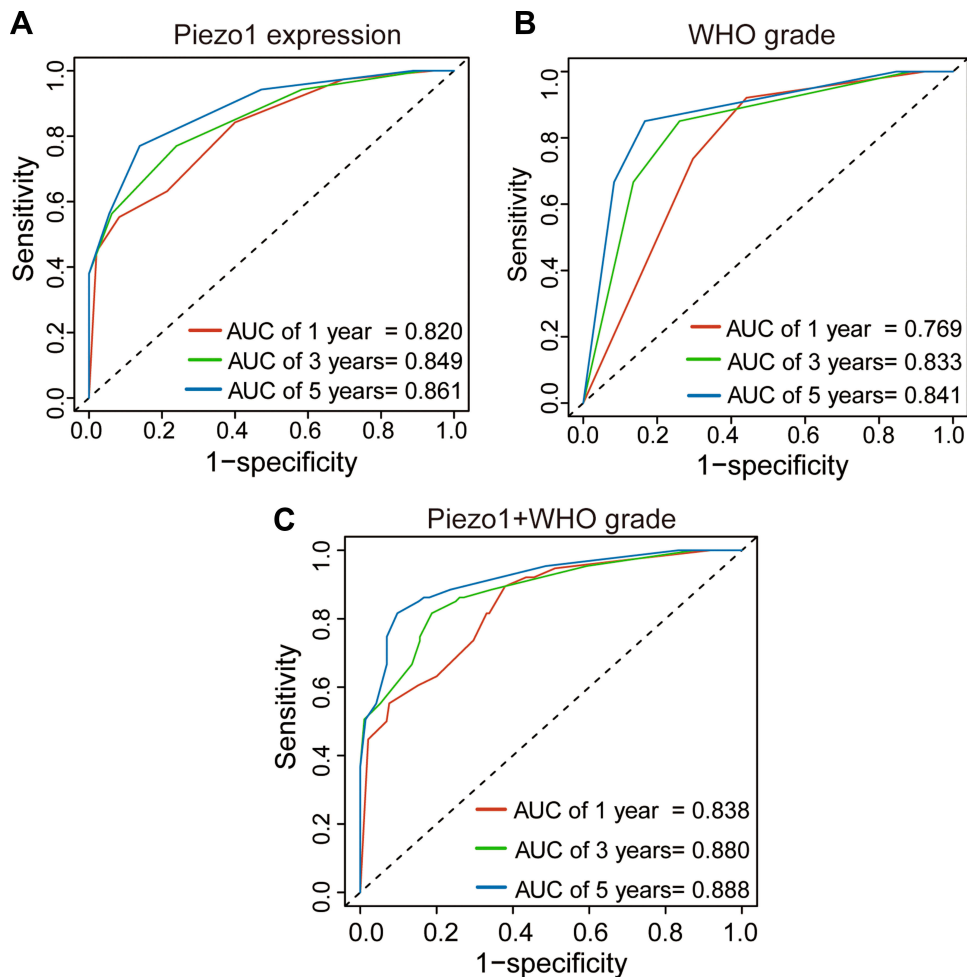 A
Piezo1 expression
Sensitivity
1.0
0.8
0.6
0.4
0.2
0.0
AUC of 1 year = 0.820
AUC of 3 years= 0.849
AUC of 5 years= 0.861
0.0 0.2 0.4 0.6 0.8 1.0
1−specificity
B
WHO grade
Sensitivity
1.0
0.8
0.6
0.4
0.2
0.0
AUC of 1 year = 0.769
AUC of 3 years= 0.833
AUC of 5 years= 0.841
0.0 0.2 0.4 0.6 0.8 1.0
1−specificity
C
Piezo1+WHO grade
Sensitivity
1.0
0.8
0.6
0.4
0.2
0.0
AUC of 1 year = 0.838
AUC of 3 years= 0.880
AUC of 5 years= 0.888
0.0 0.2 0.4 0.6 0.8 1.0
1−specificity